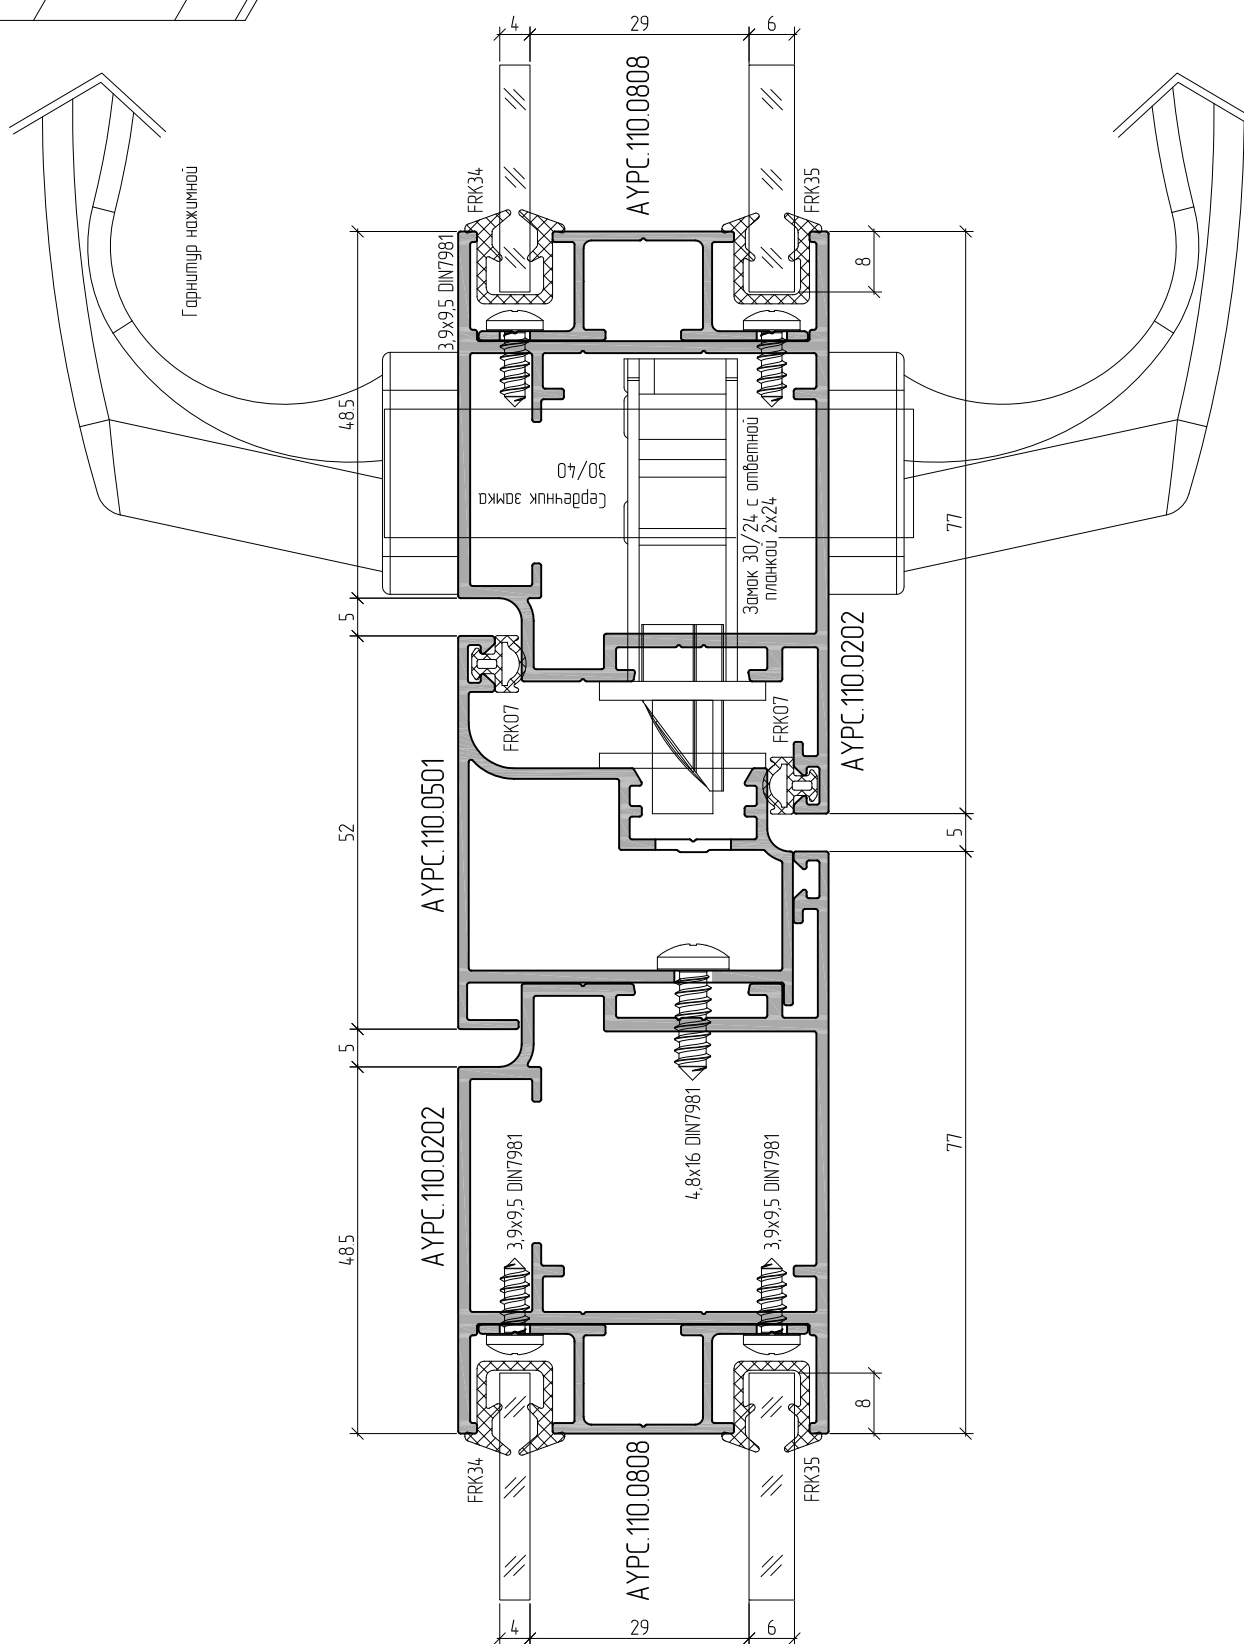 4
29
6
AYPC.110.0808
FRK34
FRK35
Гарнитур нажимной
3,9x9,5 DIN7981
8
48.5
Сердечник замка
30/40
Замок 30/24 с ответной
планкой 2x24
77
5
FRK07
FRK07
AYPC.110.0202
AYPC.110.0501
52
5
5
AYPC.110.0202
4,8x16 DIN7981
3,9x9,5 DIN7981
3,9x9,5 DIN7981
77
48.5
8
FRK34
FRK35
AYPC.110.0808
4
29
6